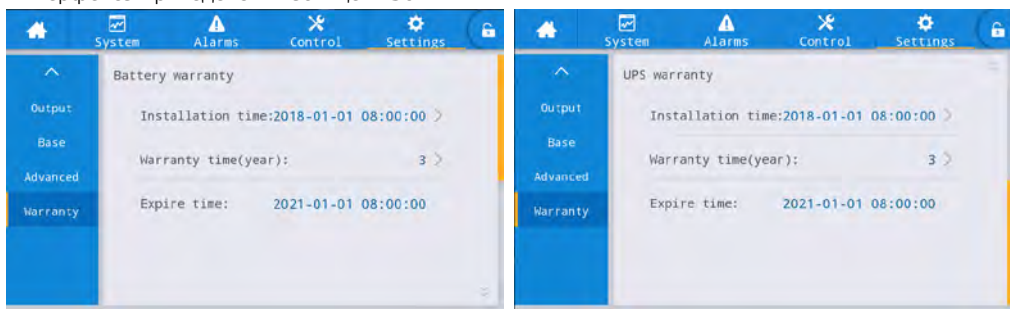 System Alarms Control Settings
Battery warranty
Output
Installation time:2018-01-01 08:00:00
Base
Warranty time(year): 3
Advanced
Warranty
Expire time: 2021-01-01 08:00:00
System Alarms Control Settings
UPS warranty
Output
Installation time:2018-01-01 08:00:00
Base
Warranty time(year): 3
Advanced
Warranty
Expire time: 2021-01-01 08:00:00